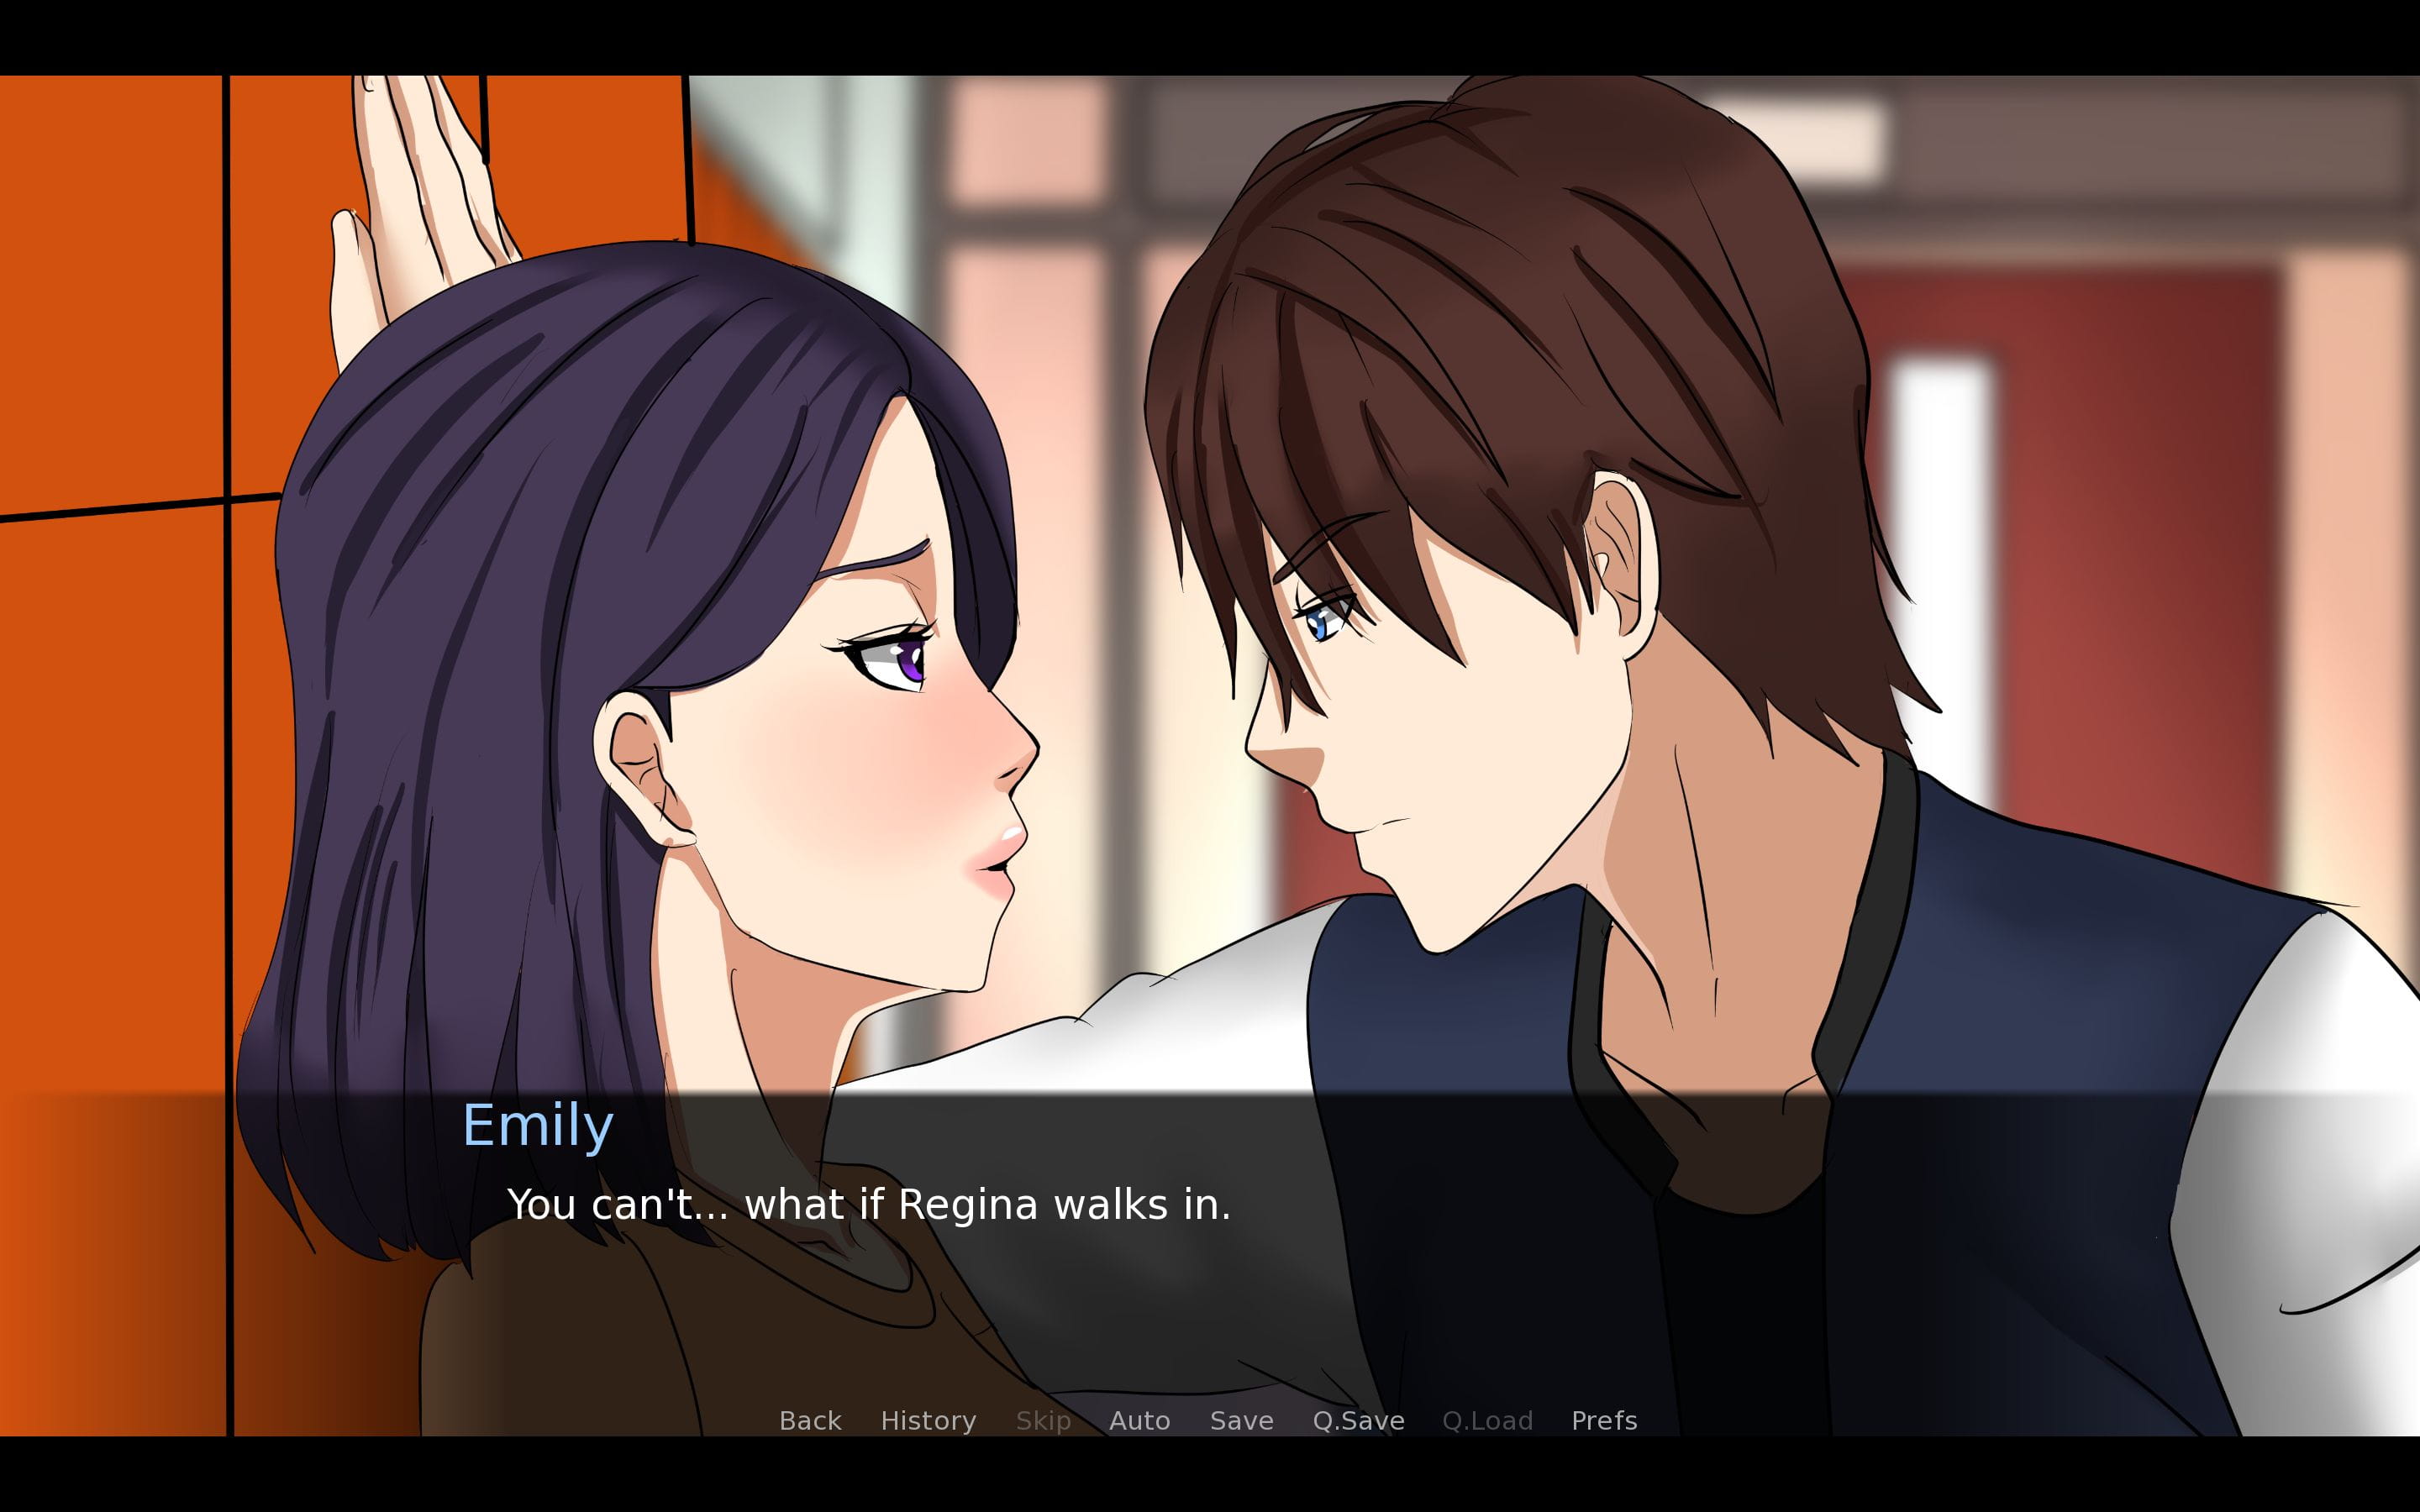 Emily
You can't... what if Regina walks in.
Back History Skip Auto Save Q.Save Q.Load Prefs